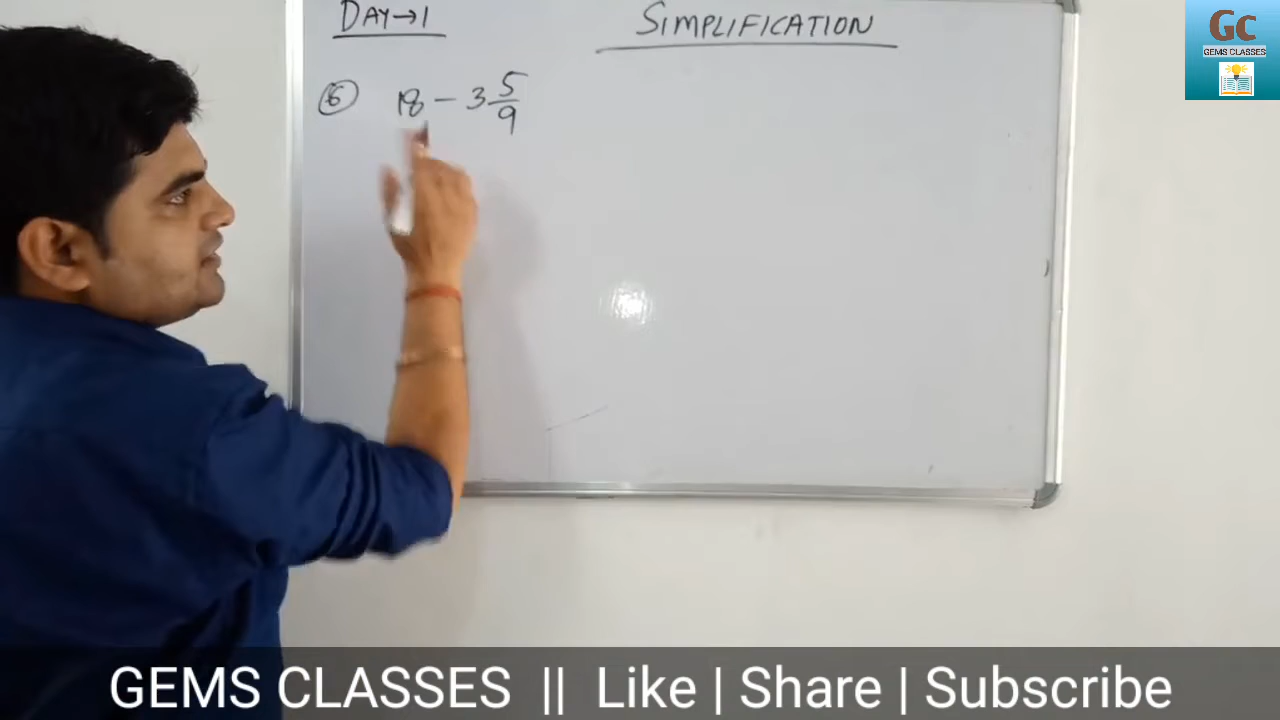 DAY→1
SIMPLIFICATION
GC
GEMS CLASSES
⑥ 18 - 3 5/9
GEMS CLASSES || Like | Share | Subscribe